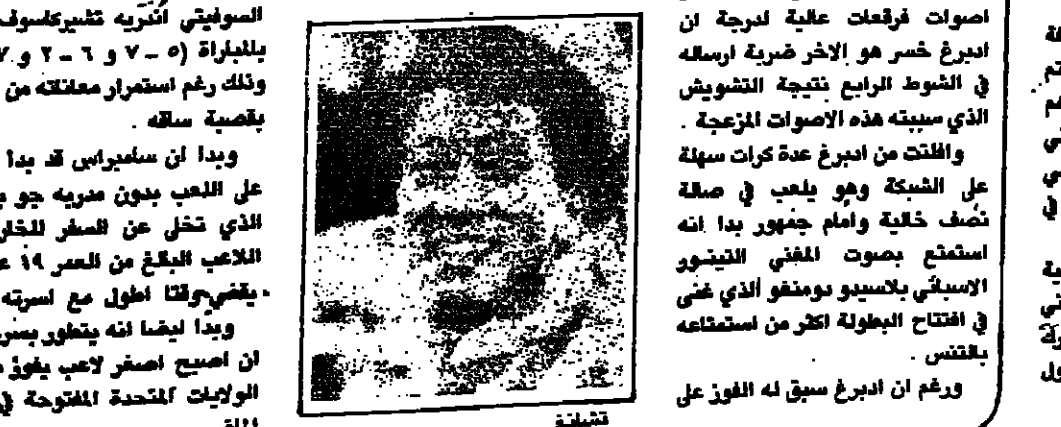 اصوات فرقعات عالية لدرجة ان
ادبرغ خسر هو الاخر ضربة ارساله
في الشوط الرابع نتيجة التشويش
الذي سببته هذه الاصوات المزعجة .
وافلتت من ادبرغ عدة كرات سهلة
على الشبكة وهو يلعب في صالة
نصف خالية وامام جمهور بدا انه
استمتع بصوت المغني التينور
الاسباني بلاسيدو دومنغو الذي غنى
في افتتاح البطولة اكثر من استمتاعه
بالتنس .
ورغم ان ادبرغ سبق له الفوز على
تشانغ
السوفيتي أندريه تشيركاسوف
بالمباراة (٥ – ٧ و ٦ – ٢ و ٧
وذلك رغم استمرار معاناته من
بقصبة ساقه .
وبدا ان سامبراس قد بدأ
على اللعب بدون مدربه جو
الذي تخلى عن السفر
اللاعب البالغ من العمر ١٩
يقضي وقتا اطول مع اسرته
وبدا ايضا انه يتطور
ان اصبح اصغر لاعب يفوز
الولايات المتحدة المفتوحة في